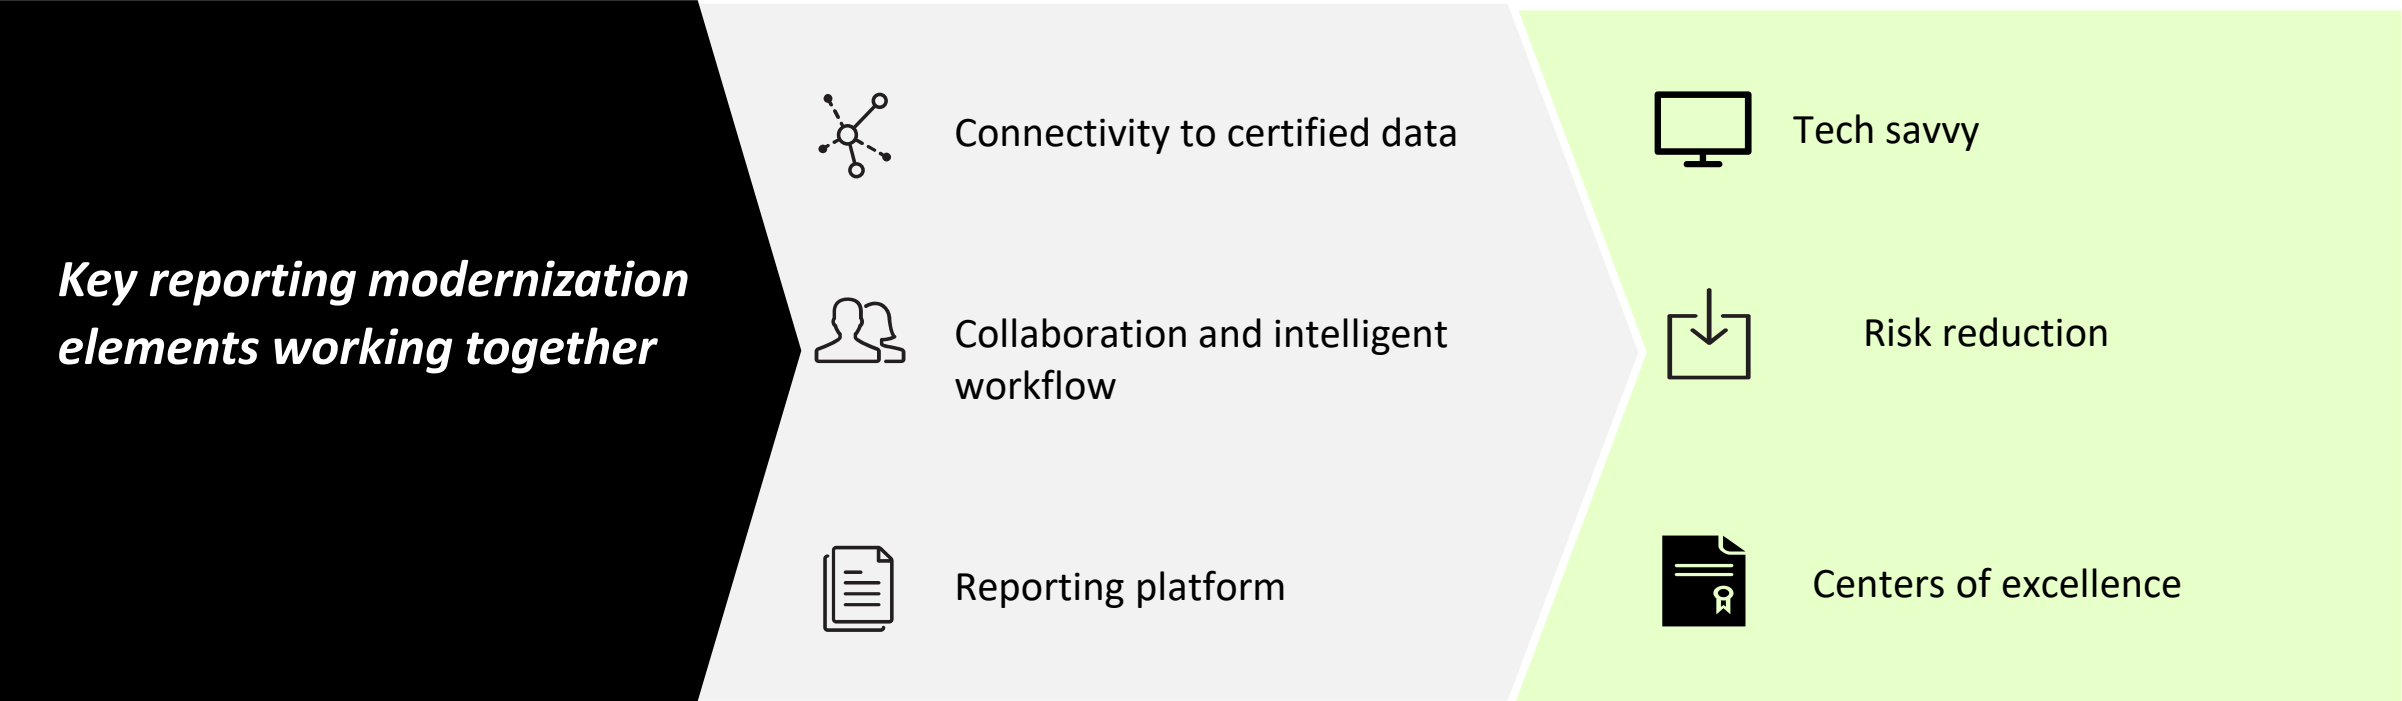 Key reporting modernization
elements working together
Connectivity to certified data
Collaboration and intelligent
workflow
Reporting platform
Tech savvy
Risk reduction
Centers of excellence